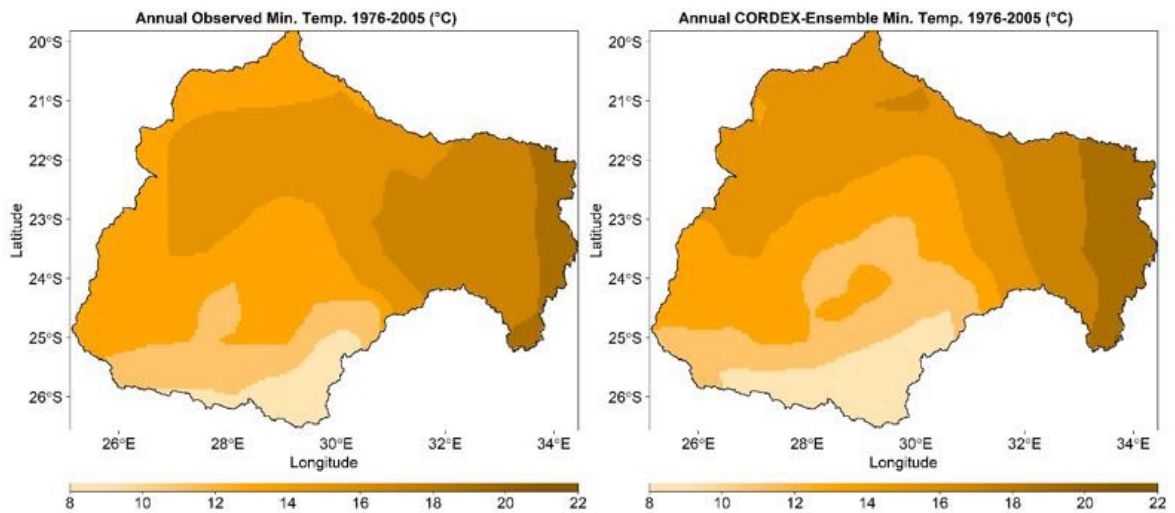 Annual Observed Min. Temp. 1976-2005 (°C)
20°S
21°S
22°S
23°S
24°S
25°S
26°S
Latitude
26°E 28°E 30°E 32°E 34°E
Longitude
8 10 12 14 16 18 20 22
Annual CORDEX-Ensemble Min. Temp. 1976-2005 (°C)
20°S
21°S
22°S
23°S
24°S
25°S
26°S
Latitude
26°E 28°E 30°E 32°E 34°E
Longitude
8 10 12 14 16 18 20 22